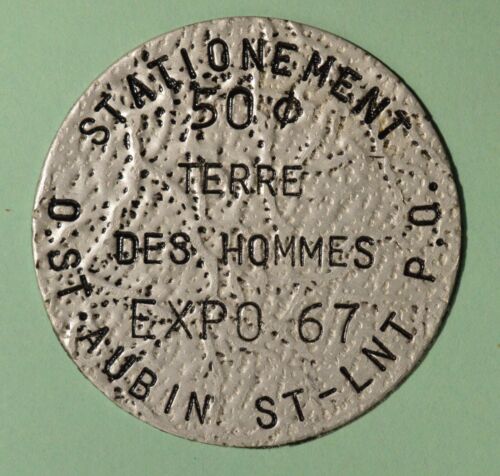 STATIONEMENT
50¢
TERRE
DES HOMMES
EXPO 67
O.ST.AUBIN ST-LNT P.Q.